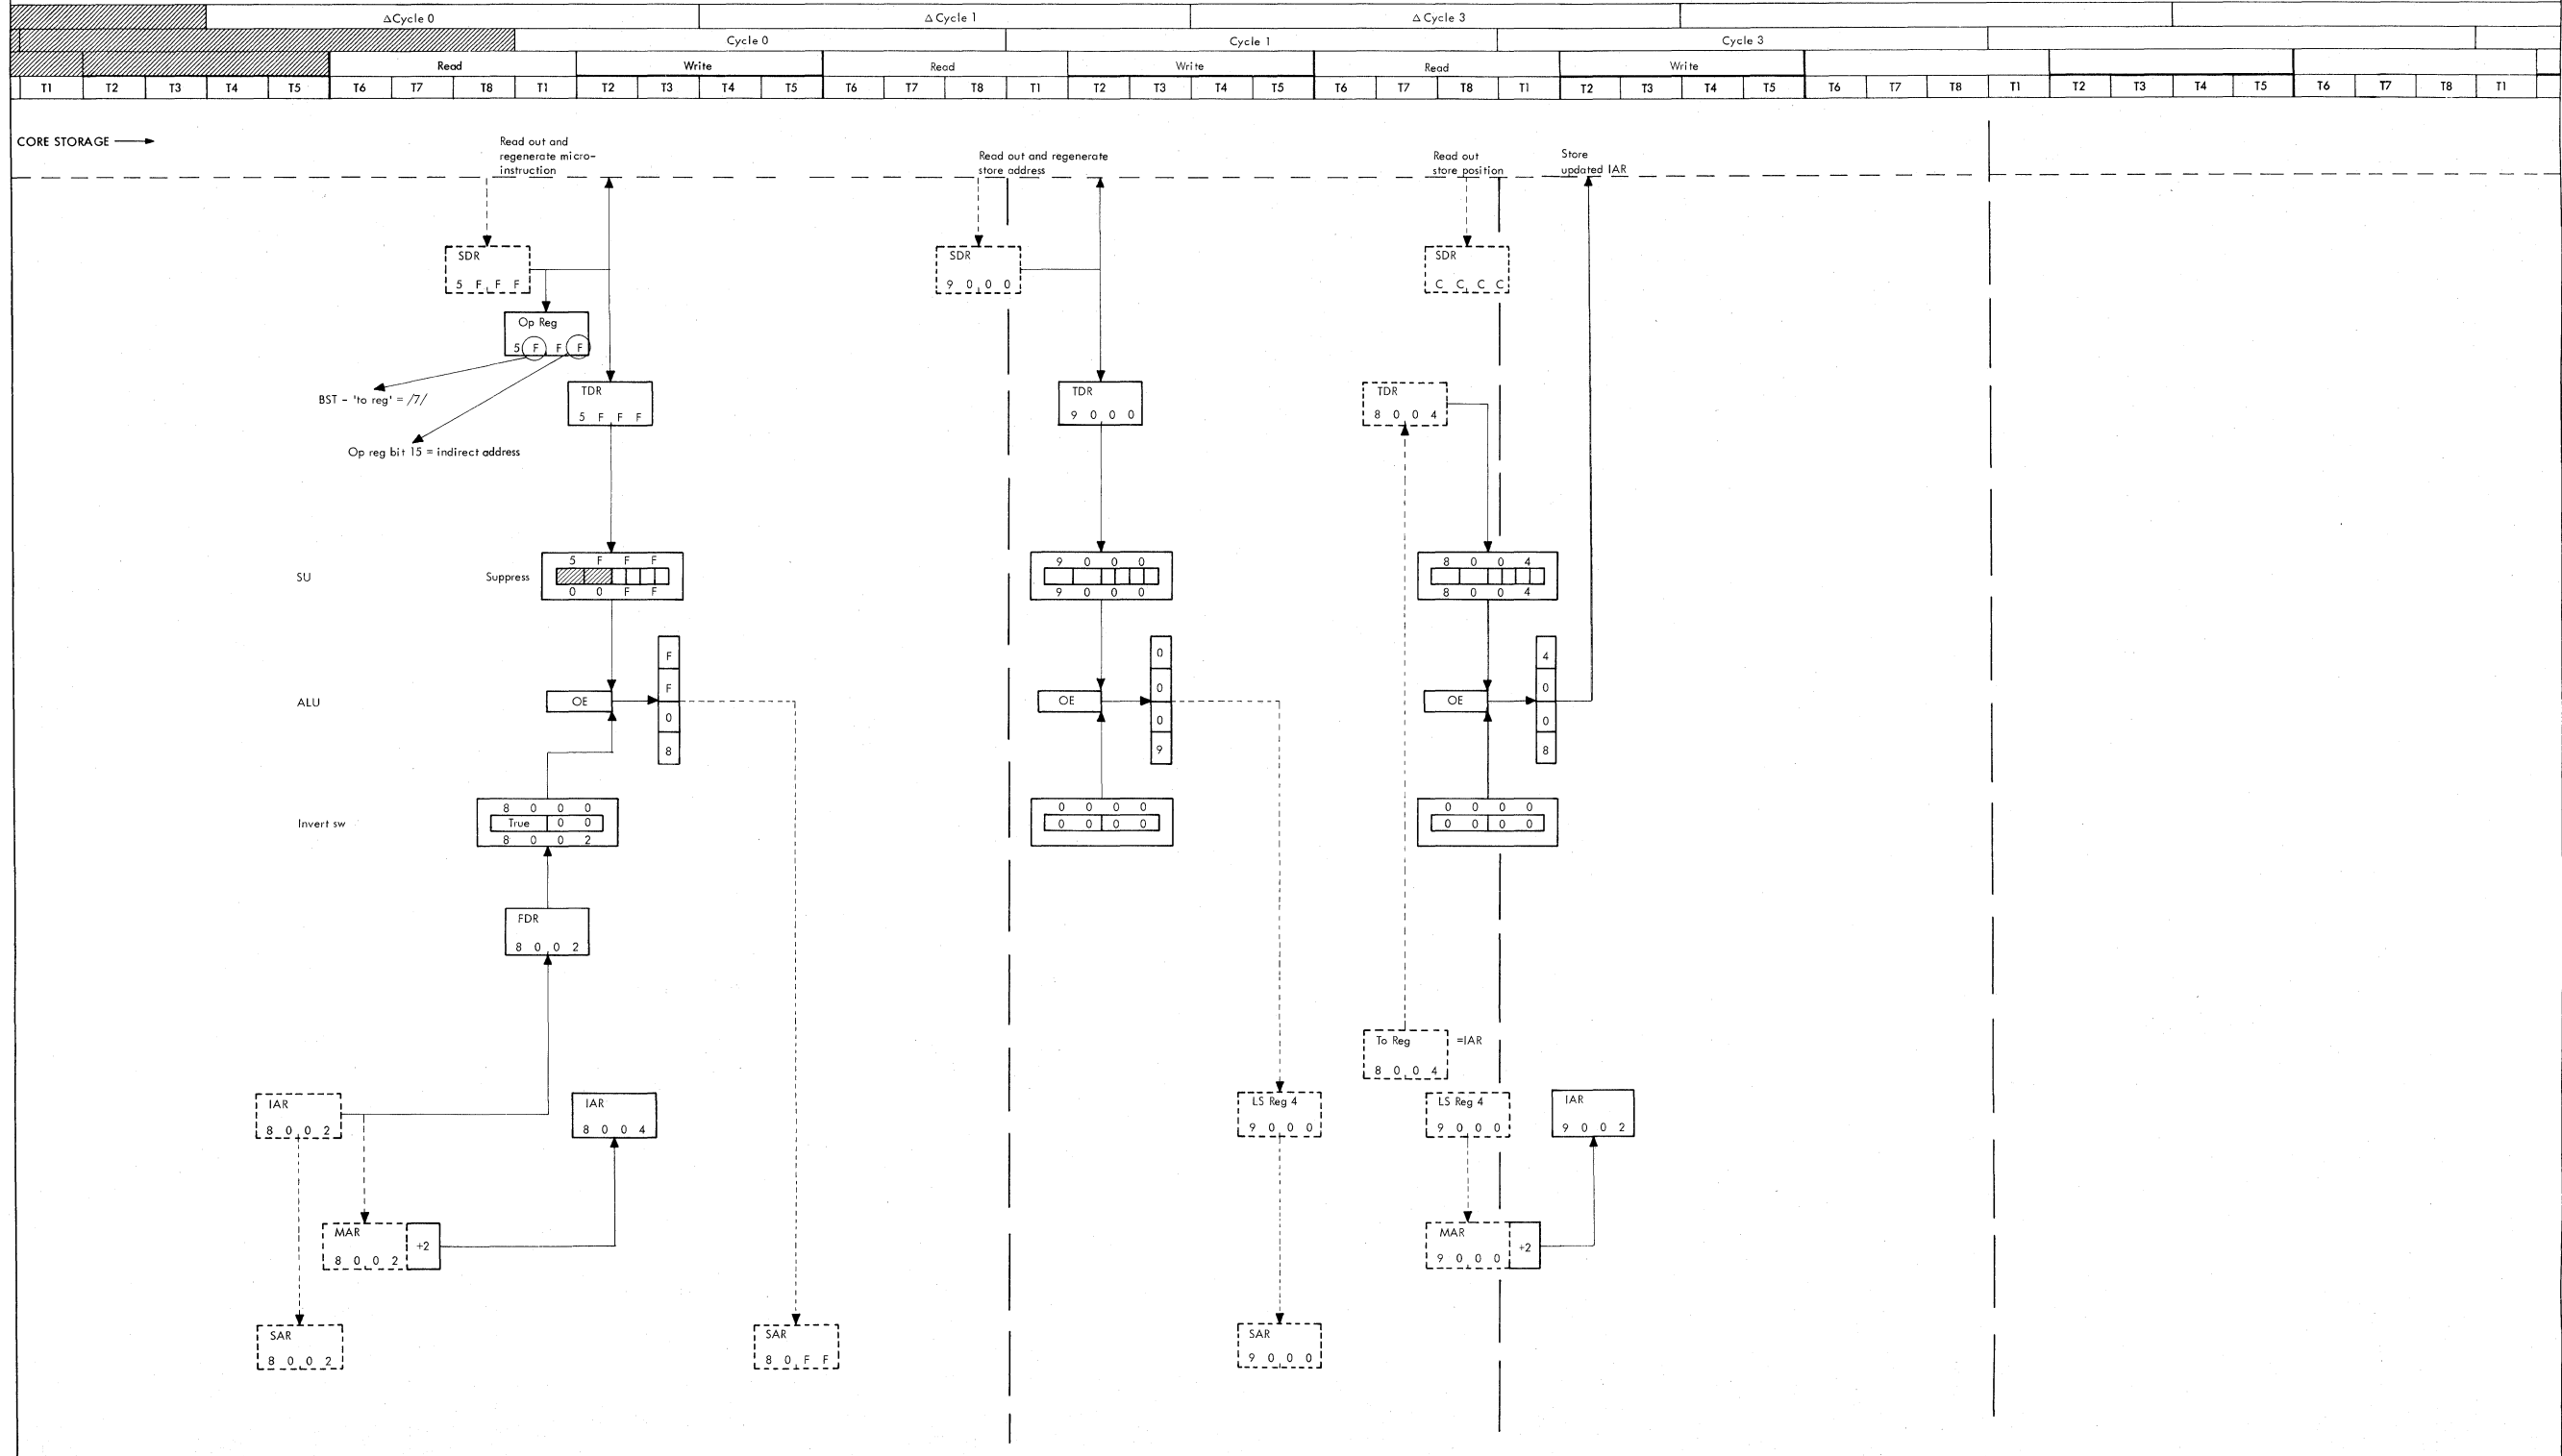 ΔCycle 0 ΔCycle 1 ΔCycle 3
Cycle 0 Cycle 1 Cycle 3
Read Write Read Write Read Write
T1 T2 T3 T4 T5 T6 T7 T8 T1 T2 T3 T4 T5 T6 T7 T8 T1 T2 T3 T4 T5 T6 T7 T8 T1 T2 T3 T4 T5 T6 T7 T8 T1 T2 T3 T4 T5 T6 T7 T8 T1
CORE STORAGE
Read out and
regenerate micro-
instruction
Read out and regenerate
store address
Read out
store position
Store
updated IAR
SDR
5 F F F
SDR
9 0 0 0
SDR
C C C C
Op Reg
5 F F F
BST - 'to reg' = /7/
Op reg bit 15 = indirect address
TDR
5 F F F
TDR
9 0 0 0
TDR
8 0 0 4
SU
Suppress
5 F F F
0 0 F F
9 0 0 0
9 0 0 0
8 0 0 4
8 0 0 4
ALU
OE
F
F
0
8
OE
0
0
0
9
OE
4
0
0
8
Invert sw
8 0 0 0
True 0 0
8 0 0 2
0 0 0 0
0 0 0 0
0 0 0 0
0 0 0 0
FDR
8 0 0 2
To Reg =IAR
8 0 0 4
IAR
8 0 0 2
IAR
8 0 0 4
LS Reg 4
9 0 0 0
LS Reg 4
9 0 0 0
IAR
9 0 0 2
MAR
8 0 0 2
+2
MAR
9 0 0 0
+2
SAR
8 0 0 2
SAR
8 0 F F
SAR
9 0 0 0